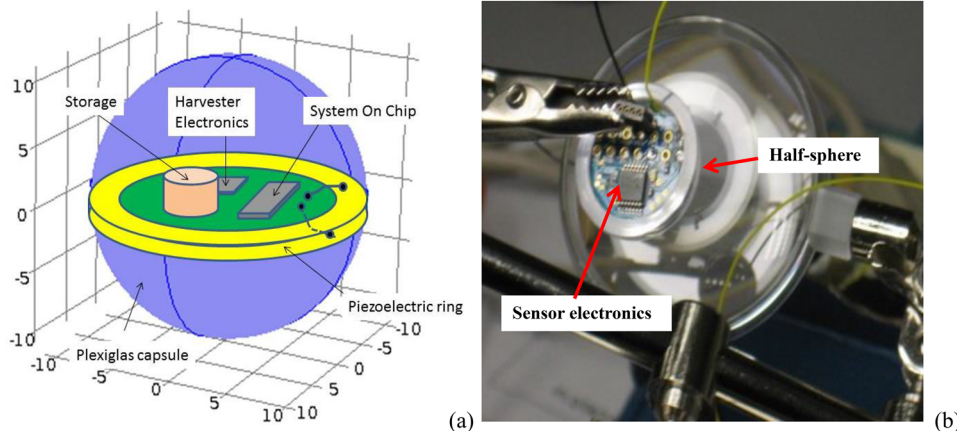 10
5
0
-5
-10
-10
-5
0
5
10
10
5
0
-5
-10
Storage
Harvester
Electronics
System On Chip
Piezoelectric ring
Plexiglas capsule
(a)
Half-sphere
Sensor electronics
(b)